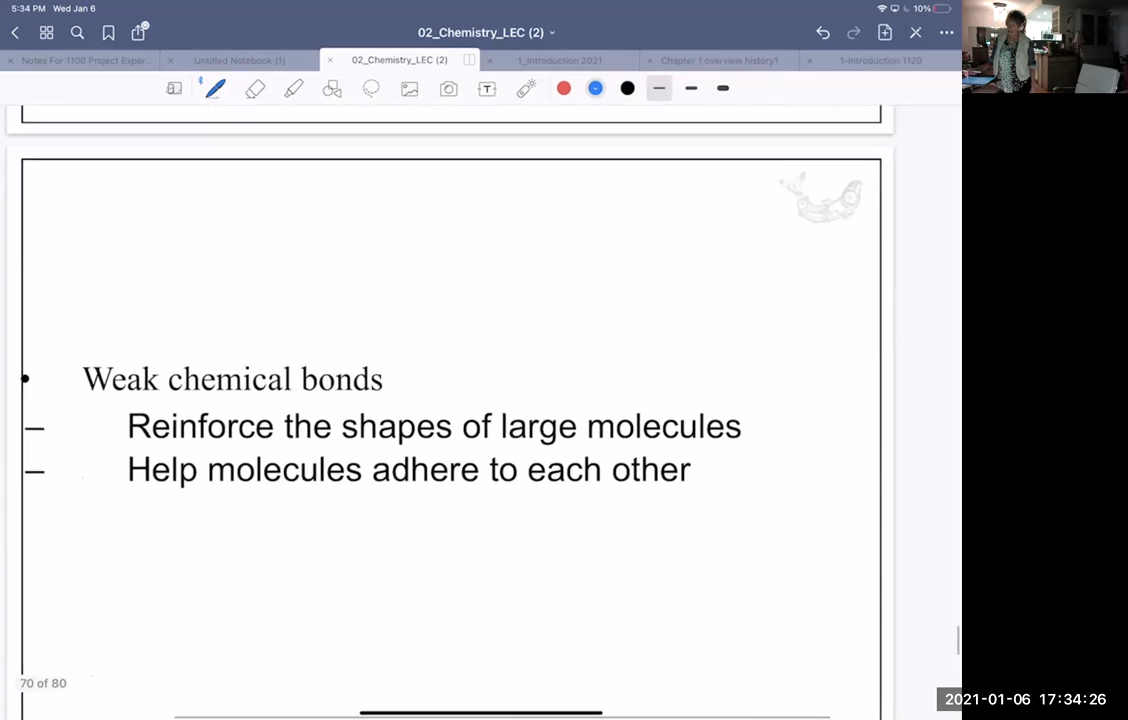 5:34 PM Wed Jan 6
10%
02_Chemistry_LEC (2)
Notes For 1100 Project Exper...
Untitled Notebook (1)
02_Chemistry_LEC (2)
1_Introduction 2021
Chapter 1 overview history1
1-Introduction 1120
T
• Weak chemical bonds
– Reinforce the shapes of large molecules
– Help molecules adhere to each other
70 of 80
2021-01-06 17:34:26